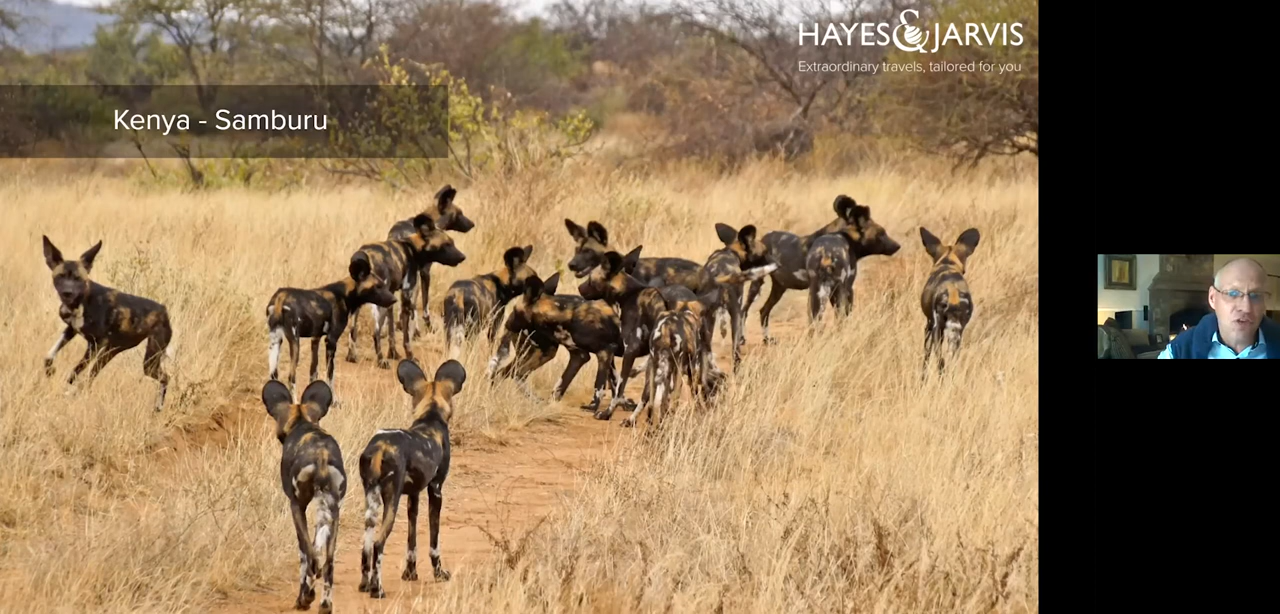 HAYES & JARVIS
Extraordinary travels, tailored for you
Kenya - Samburu